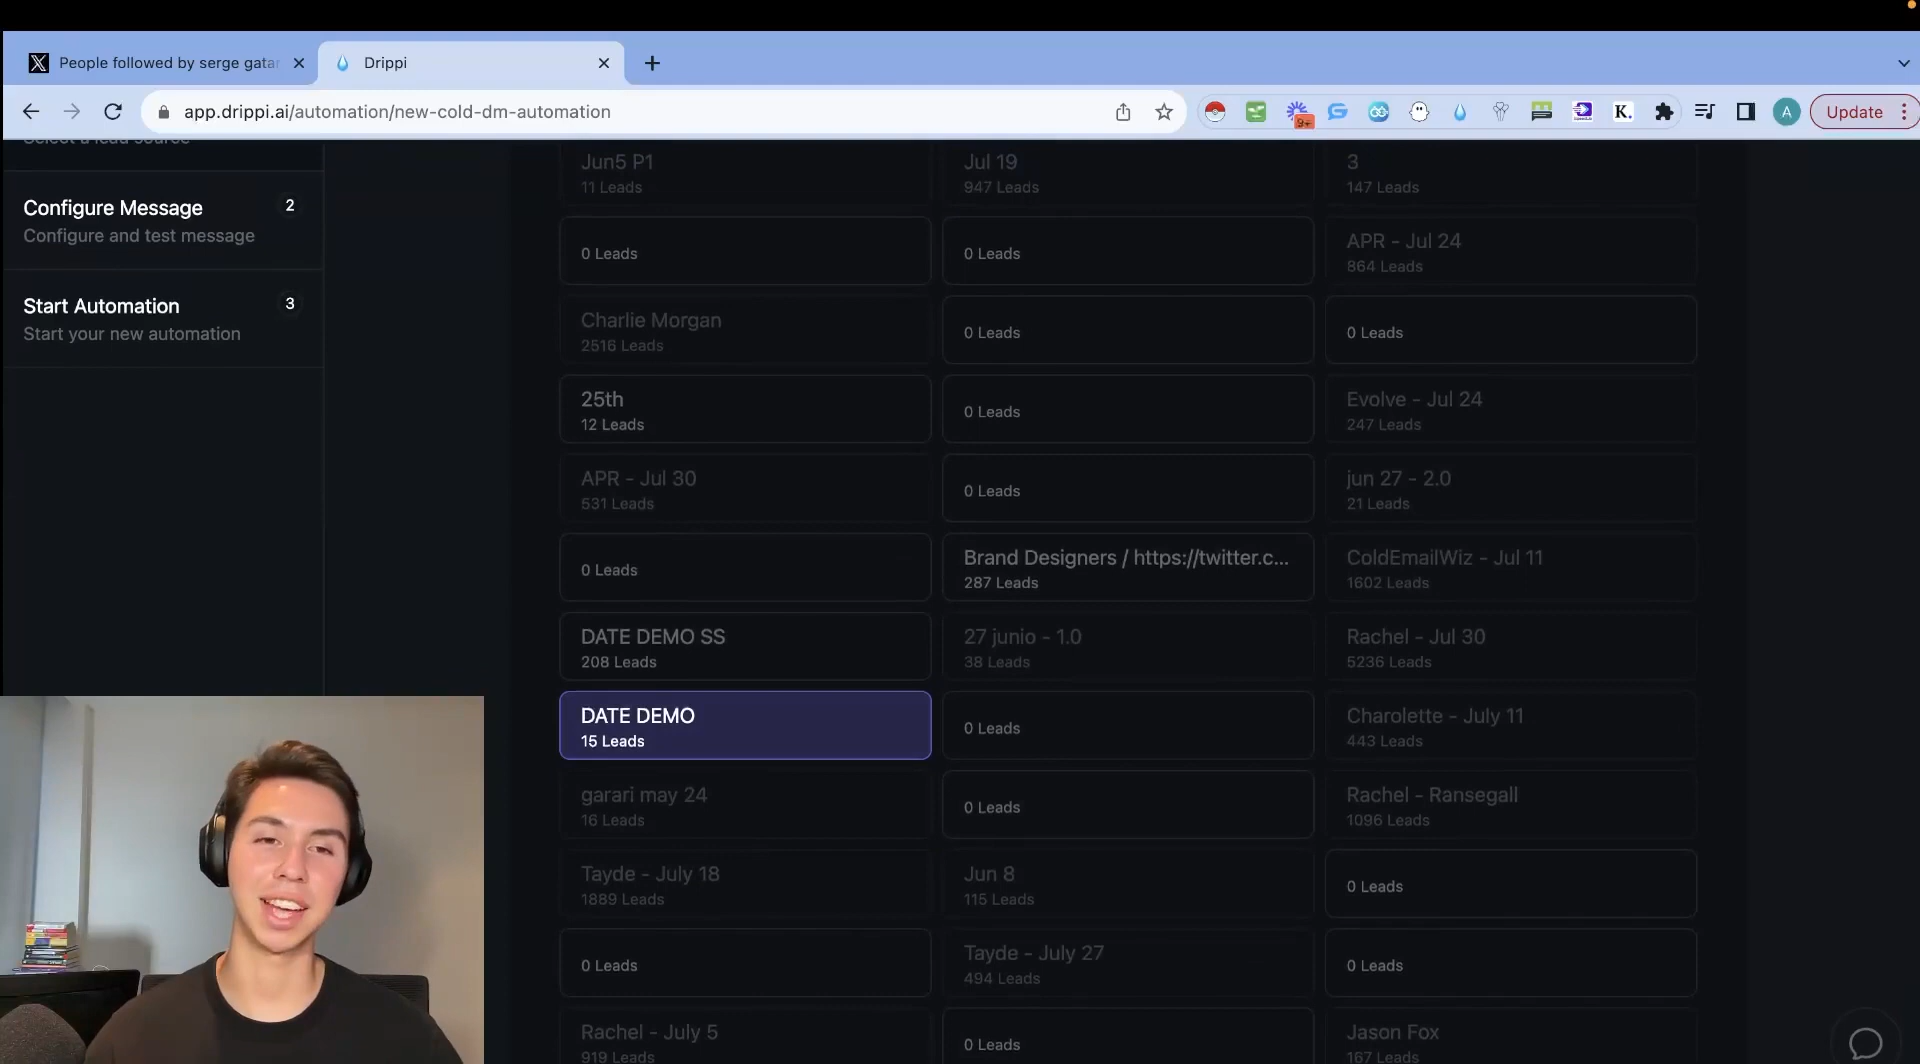 People followed by serge gatar
Drippi
app.drippi.ai/automation/new-cold-dm-automation
9+
K.
A
Update
Select a lead source
Configure Message
2
Configure and test message
Start Automation
3
Start your new automation
Jun5 P1
11 Leads
Jul 19
947 Leads
3
147 Leads
0 Leads
0 Leads
APR - Jul 24
864 Leads
Charlie Morgan
2516 Leads
0 Leads
0 Leads
25th
12 Leads
0 Leads
Evolve - Jul 24
247 Leads
APR - Jul 30
531 Leads
0 Leads
jun 27 - 2.0
21 Leads
0 Leads
Brand Designers / https://twitter.c...
287 Leads
ColdEmailWiz - Jul 11
1602 Leads
DATE DEMO SS
208 Leads
27 junio - 1.0
38 Leads
Rachel - Jul 30
5236 Leads
DATE DEMO
15 Leads
0 Leads
Charolette - July 11
443 Leads
garari may 24
16 Leads
0 Leads
Rachel - Ransegall
1096 Leads
Tayde - July 18
1889 Leads
Jun 8
115 Leads
0 Leads
0 Leads
Tayde - July 27
494 Leads
0 Leads
Rachel - July 5
919 Leads
0 Leads
Jason Fox
167 Leads